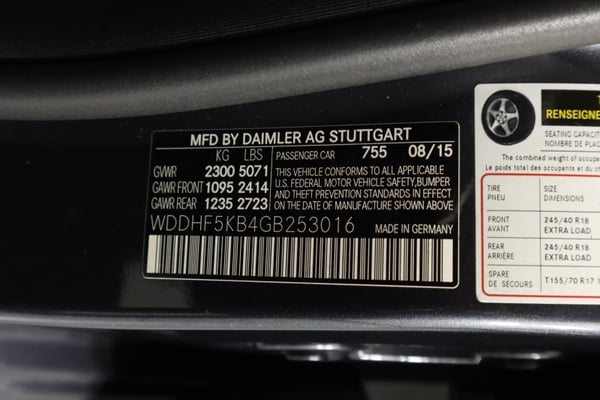 MFD BY DAIMLER AG STUTTGART
KG LBS
PASSENGER CAR 755 08/15
GVWR 2300 5071
GAWR FRONT 1095 2414
GAWR REAR 1235 2723
THIS VEHICLE CONFORMS TO ALL APPLICABLE
U.S. FEDERAL MOTOR VEHICLE SAFETY,BUMPER
AND THEFT PREVENTION STANDARDS IN EFFECT
ON THE DATE OF MANUFACTURE SHOWN ABOVE.
WDDHF5KB4GB253016
MADE IN GERMANY
RENSEIGNE
SEATING CAPACIT
NOMBRE DE PLAC
The combined weight of occupa
Le poids total des occupants et du ch
TIRE
PNEU
SIZE
DIMENSIONS
FRONT
AVANT
245/40 R18
EXTRA LOAD
REAR
ARRIÈRE
245/40 R18
EXTRA LOAD
SPARE
DE SECOURS
T155/70 R17 1